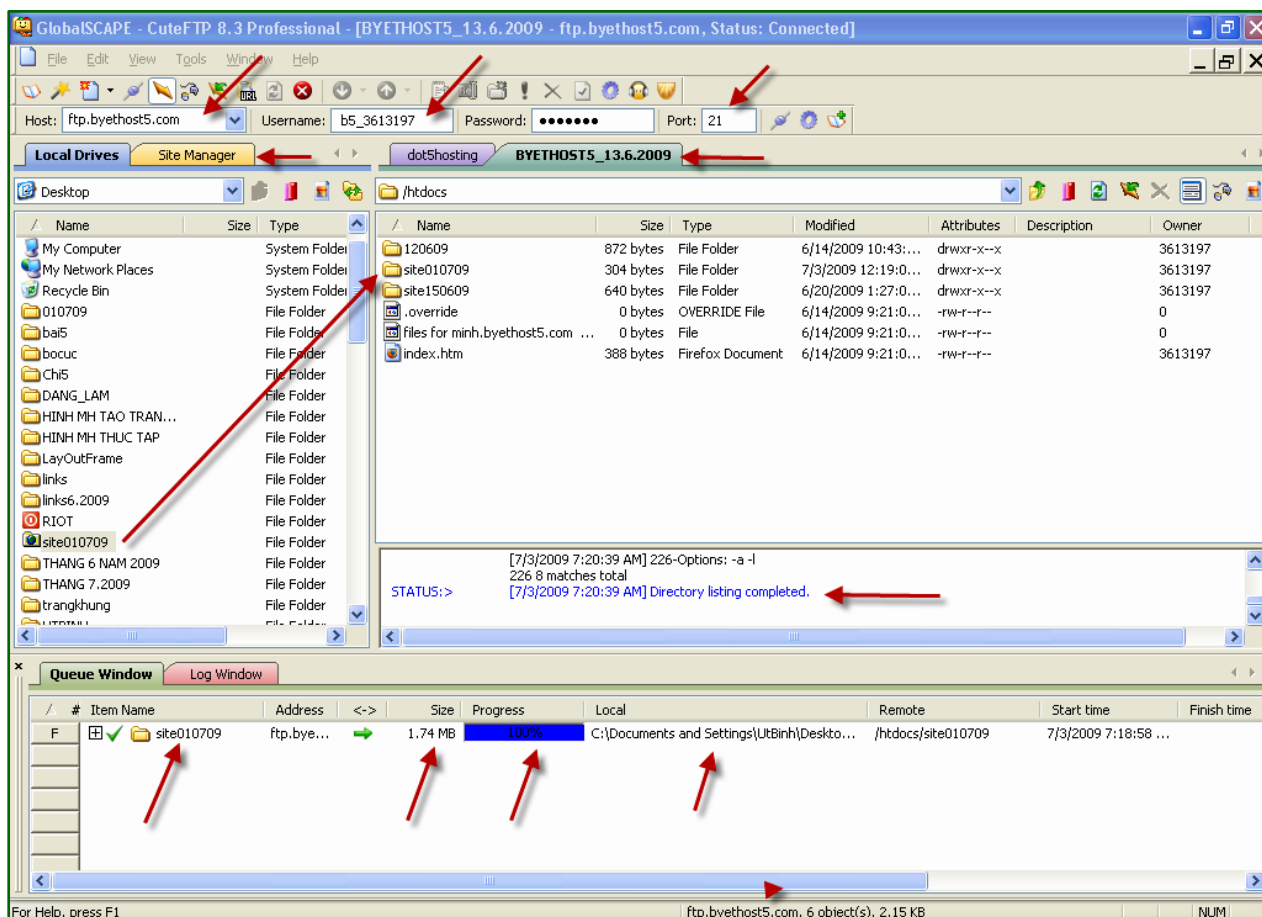 GlobalSCAPE - CuteFTP 8.3 Professional - [BYETHOST5_13.6.2009 - ftp.byethost5.com, Status: Connected]
File Edit View Tools Window Help
URL
Host: ftp.byethost5.com Username: b5_3613197 Password: ●●●●●●● Port: 21
Local Drives Site Manager dot5hosting BYETHOST5_13.6.2009
Desktop /htdocs
Name Size Type Name Size Type Modified Attributes Description Owner
My Computer System Folder 120609 872 bytes File Folder 6/14/2009 10:43:... drwxr-x--x 3613197
My Network Places System Folder site010709 304 bytes File Folder 7/3/2009 12:19:0... drwxr-x--x 3613197
Recycle Bin System Folder site150609 640 bytes File Folder 6/20/2009 1:27:0... drwxr-x--x 3613197
010709 File Folder .override 0 bytes OVERRIDE File 6/14/2009 9:21:0... -rw-r--r-- 0
bai5 File Folder files for minh.byethost5.com ... 0 bytes File 6/14/2009 9:21:0... -rw-r--r-- 0
bocuc File Folder index.htm 388 bytes Firefox Document 6/14/2009 9:21:0... -rw-r--r-- 3613197
Chi5 File Folder
DANG_LAM File Folder
HINH MH TAO TRAN... File Folder
HINH MH THUC TAP File Folder
LayOutFrame File Folder
links File Folder
links6.2009 File Folder
RIOT File Folder
site010709 File Folder
THANG 6 NAM 2009 File Folder
THANG 7.2009 File Folder
trangkhung File Folder
UTBINH File Folder
[7/3/2009 7:20:39 AM] 226-Options: -a -l
226 8 matches total
STATUS:> [7/3/2009 7:20:39 AM] Directory listing completed.
Queue Window Log Window
# Item Name Address <-> Size Progress Local Remote Start time Finish time
F site010709 ftp.bye... 1.74 MB 100% C:\Documents and Settings\UtBinh\Deskto... /htdocs/site010709 7/3/2009 7:18:58 ...
For Help, press F1 ftp.byethost5.com, 6 object(s), 2.15 KB NUM